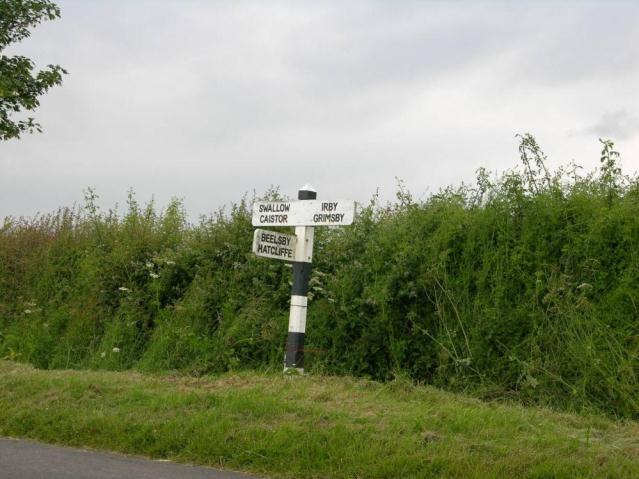 SWALLOW
CAISTOR
IRBY
GRIMSBY
BEELSBY
HATCLIFFE